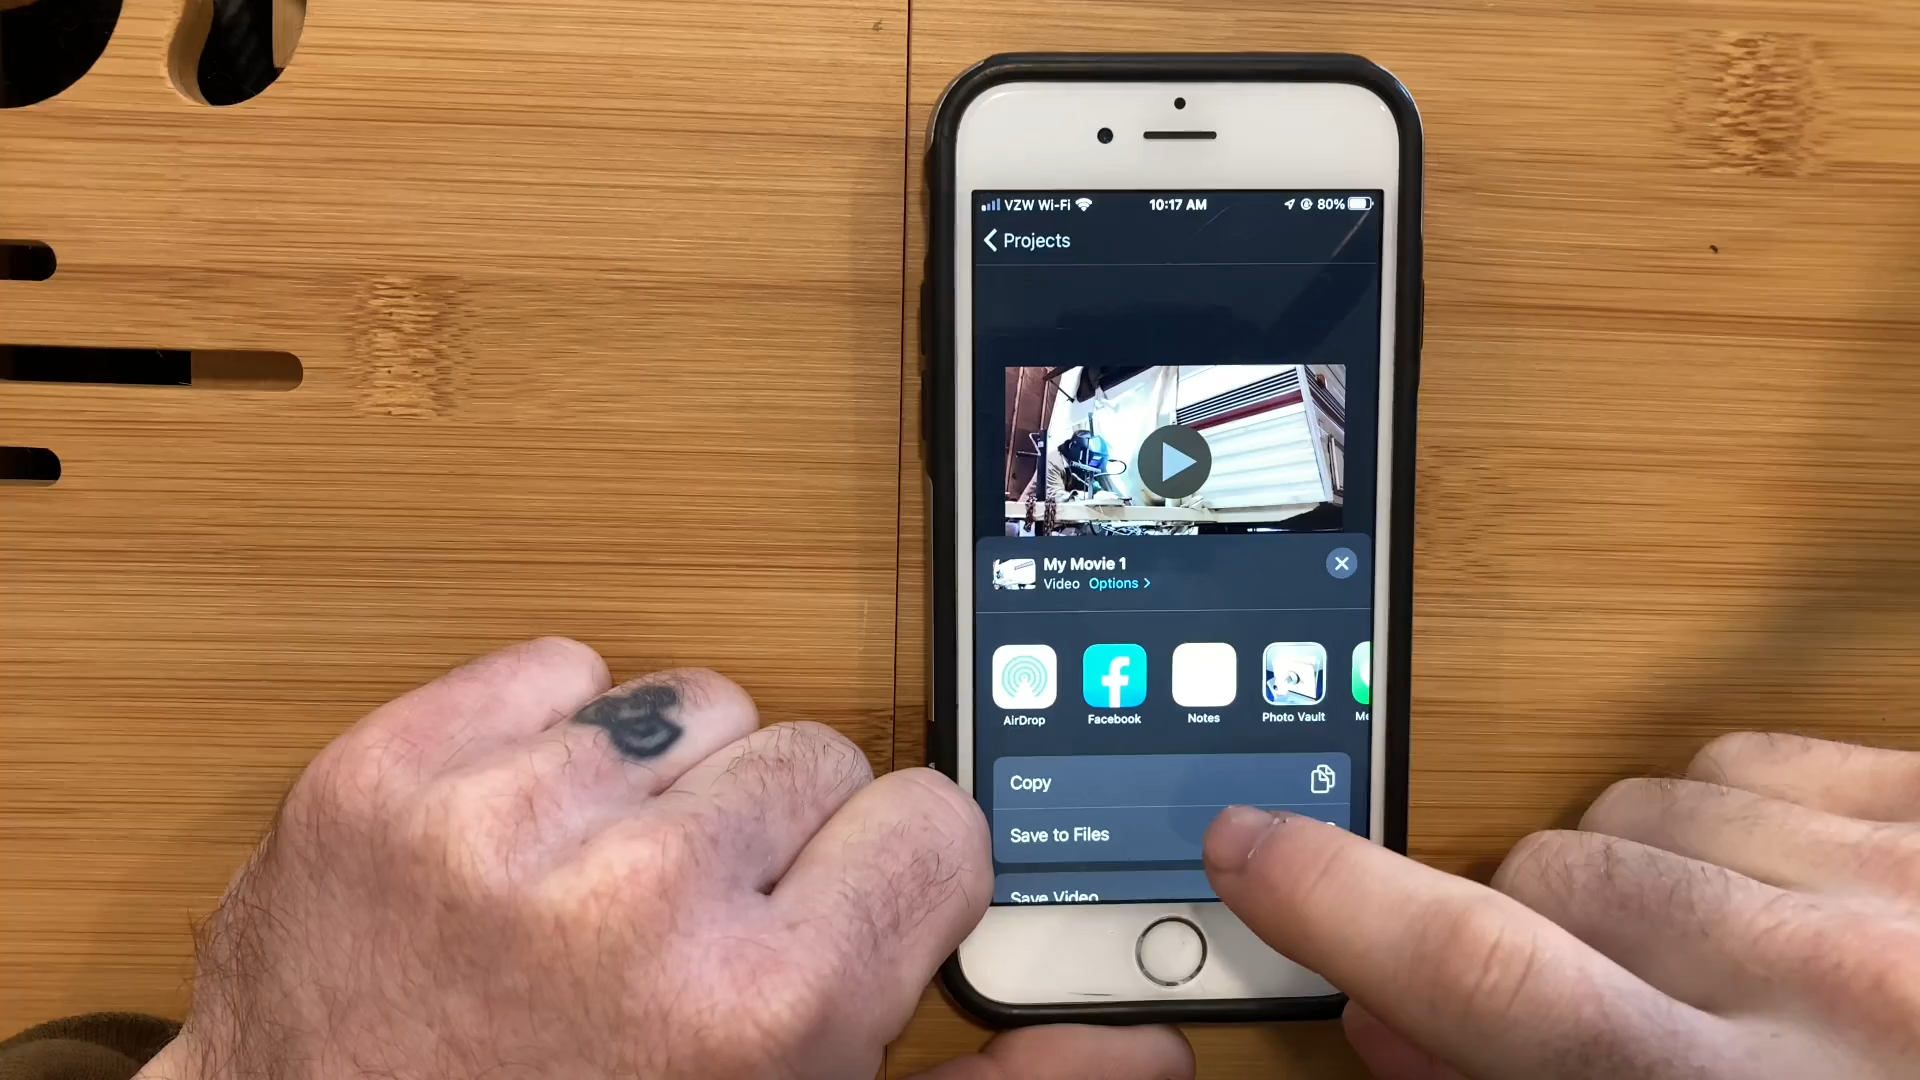 VZW Wi-Fi 10:17 AM 80%
Projects
My Movie 1
Video Options >
AirDrop Facebook Notes Photo Vault Me
Copy
Save to Files
Save Video